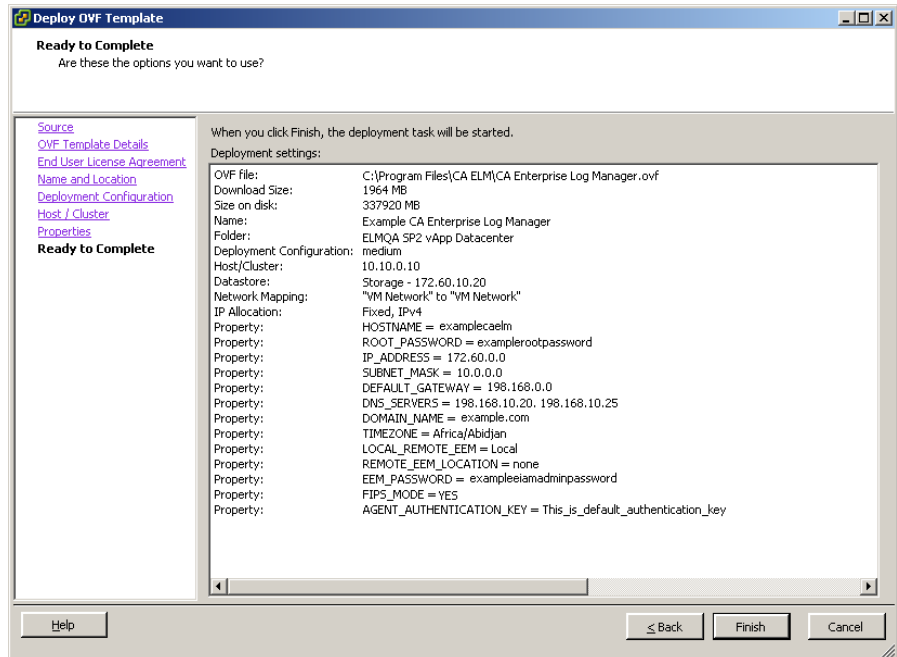 Deploy OVF Template
Ready to Complete
Are these the options you want to use?
Source
OVF Template Details
End User License Agreement
Name and Location
Deployment Configuration
Host / Cluster
Properties
Ready to Complete
When you click Finish, the deployment task will be started.
Deployment settings:
OVF file: C:\Program Files\CA ELM\CA Enterprise Log Manager.ovf
Download Size: 1964 MB
Size on disk: 337920 MB
Name: Example CA Enterprise Log Manager
Folder: ELMQA SP2 vApp Datacenter
Deployment Configuration: medium
Host/Cluster: 10.10.0.10
Datastore: Storage - 172.60.10.20
Network Mapping: "VM Network" to "VM Network"
IP Allocation: Fixed, IPv4
Property: HOSTNAME = examplecaelm
Property: ROOT_PASSWORD = examplerootpassword
Property: IP_ADDRESS = 172.60.0.0
Property: SUBNET_MASK = 10.0.0.0
Property: DEFAULT_GATEWAY = 198.168.0.0
Property: DNS_SERVERS = 198.168.10.20. 198.168.10.25
Property: DOMAIN_NAME = example.com
Property: TIMEZONE = Africa/Abidjan
Property: LOCAL_REMOTE_EEM = Local
Property: REMOTE_EEM_LOCATION = none
Property: EEM_PASSWORD = exampleeiamadminpassword
Property: FIPS_MODE = YES
Property: AGENT_AUTHENTICATION_KEY = This_is_default_authentication_key
Help
< Back
Finish
Cancel